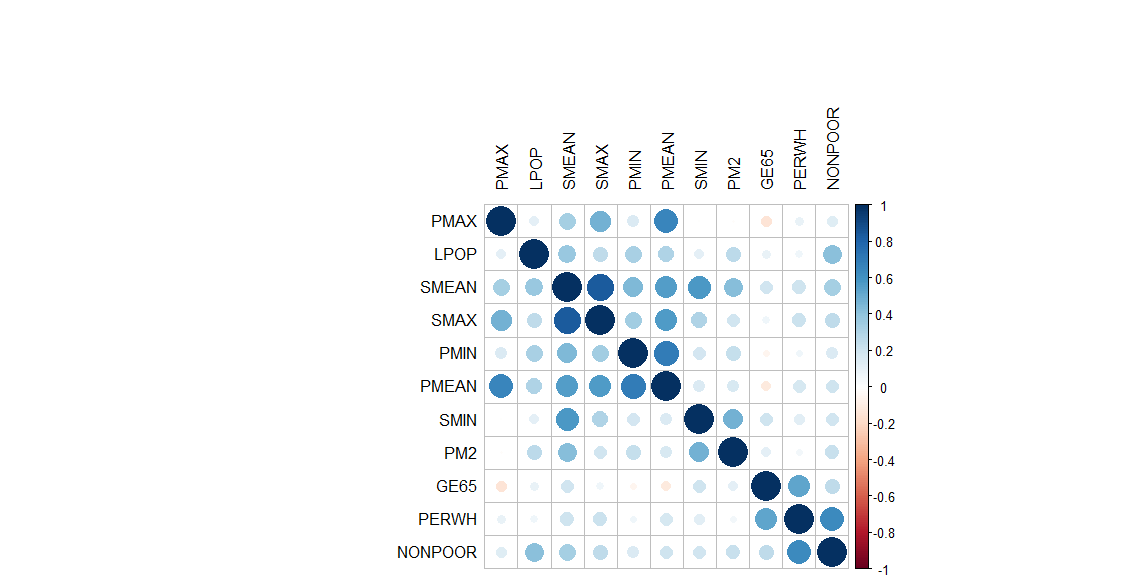 PMAX LPOP SMEAN SMAX PMIN PMEAN SMIN PM2 GE65 PERWH NONPOOR
PMAX
LPOP
SMEAN
SMAX
PMIN
PMEAN
SMIN
PM2
GE65
PERWH
NONPOOR
1
0.8
0.6
0.4
0.2
0
-0.2
-0.4
-0.6
-0.8
-1